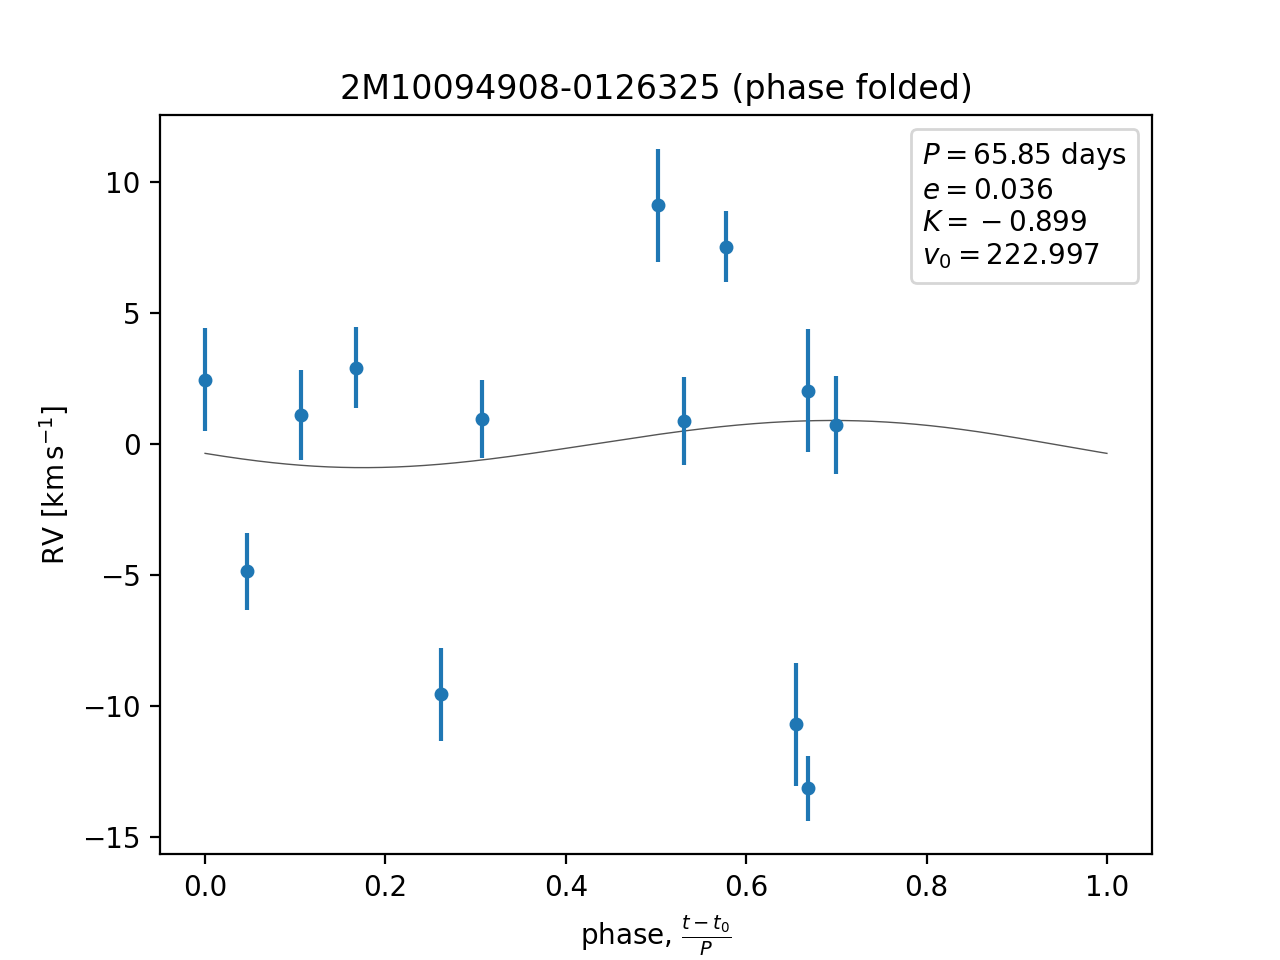 2M10094908-0126325 (phase folded)
P = 65.85 days
e = 0.036
K = −0.899
v₀ = 222.997
10
5
0
−5
−10
−15
RV [km s⁻¹]
0.0 0.2 0.4 0.6 0.8 1.0
phase, (t − t₀)/P